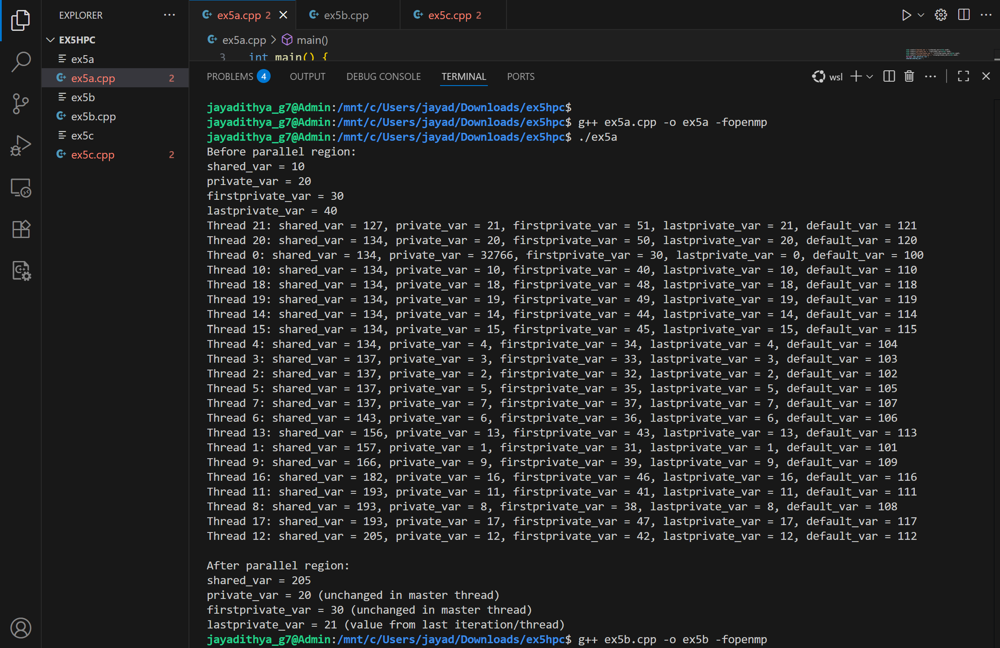 EXPLORER
EX5HPC
ex5a
ex5a.cpp 2
ex5b
ex5b.cpp
ex5c
ex5c.cpp 2
ex5a.cpp 2
ex5b.cpp
ex5c.cpp 2
ex5a.cpp > main()
3 int main() {
PROBLEMS 4 OUTPUT DEBUG CONSOLE TERMINAL PORTS
wsl
jayadithya_g7@Admin:/mnt/c/Users/jayad/Downloads/ex5hpc$
jayadithya_g7@Admin:/mnt/c/Users/jayad/Downloads/ex5hpc$ g++ ex5a.cpp -o ex5a -fopenmp
jayadithya_g7@Admin:/mnt/c/Users/jayad/Downloads/ex5hpc$ ./ex5a
Before parallel region:
shared_var = 10
private_var = 20
firstprivate_var = 30
lastprivate_var = 40
Thread 21: shared_var = 127, private_var = 21, firstprivate_var = 51, lastprivate_var = 21, default_var = 121
Thread 20: shared_var = 134, private_var = 20, firstprivate_var = 50, lastprivate_var = 20, default_var = 120
Thread 0: shared_var = 134, private_var = 32766, firstprivate_var = 30, lastprivate_var = 0, default_var = 100
Thread 10: shared_var = 134, private_var = 10, firstprivate_var = 40, lastprivate_var = 10, default_var = 110
Thread 18: shared_var = 134, private_var = 18, firstprivate_var = 48, lastprivate_var = 18, default_var = 118
Thread 19: shared_var = 134, private_var = 19, firstprivate_var = 49, lastprivate_var = 19, default_var = 119
Thread 14: shared_var = 134, private_var = 14, firstprivate_var = 44, lastprivate_var = 14, default_var = 114
Thread 15: shared_var = 134, private_var = 15, firstprivate_var = 45, lastprivate_var = 15, default_var = 115
Thread 4: shared_var = 134, private_var = 4, firstprivate_var = 34, lastprivate_var = 4, default_var = 104
Thread 3: shared_var = 137, private_var = 3, firstprivate_var = 33, lastprivate_var = 3, default_var = 103
Thread 2: shared_var = 137, private_var = 2, firstprivate_var = 32, lastprivate_var = 2, default_var = 102
Thread 5: shared_var = 137, private_var = 5, firstprivate_var = 35, lastprivate_var = 5, default_var = 105
Thread 7: shared_var = 137, private_var = 7, firstprivate_var = 37, lastprivate_var = 7, default_var = 107
Thread 6: shared_var = 143, private_var = 6, firstprivate_var = 36, lastprivate_var = 6, default_var = 106
Thread 13: shared_var = 156, private_var = 13, firstprivate_var = 43, lastprivate_var = 13, default_var = 113
Thread 1: shared_var = 157, private_var = 1, firstprivate_var = 31, lastprivate_var = 1, default_var = 101
Thread 9: shared_var = 166, private_var = 9, firstprivate_var = 39, lastprivate_var = 9, default_var = 109
Thread 16: shared_var = 182, private_var = 16, firstprivate_var = 46, lastprivate_var = 16, default_var = 116
Thread 11: shared_var = 193, private_var = 11, firstprivate_var = 41, lastprivate_var = 11, default_var = 111
Thread 8: shared_var = 193, private_var = 8, firstprivate_var = 38, lastprivate_var = 8, default_var = 108
Thread 17: shared_var = 193, private_var = 17, firstprivate_var = 47, lastprivate_var = 17, default_var = 117
Thread 12: shared_var = 205, private_var = 12, firstprivate_var = 42, lastprivate_var = 12, default_var = 112
After parallel region:
shared_var = 205
private_var = 20 (unchanged in master thread)
firstprivate_var = 30 (unchanged in master thread)
lastprivate_var = 21 (value from last iteration/thread)
jayadithya_g7@Admin:/mnt/c/Users/jayad/Downloads/ex5hpc$ g++ ex5b.cpp -o ex5b -fopenmp